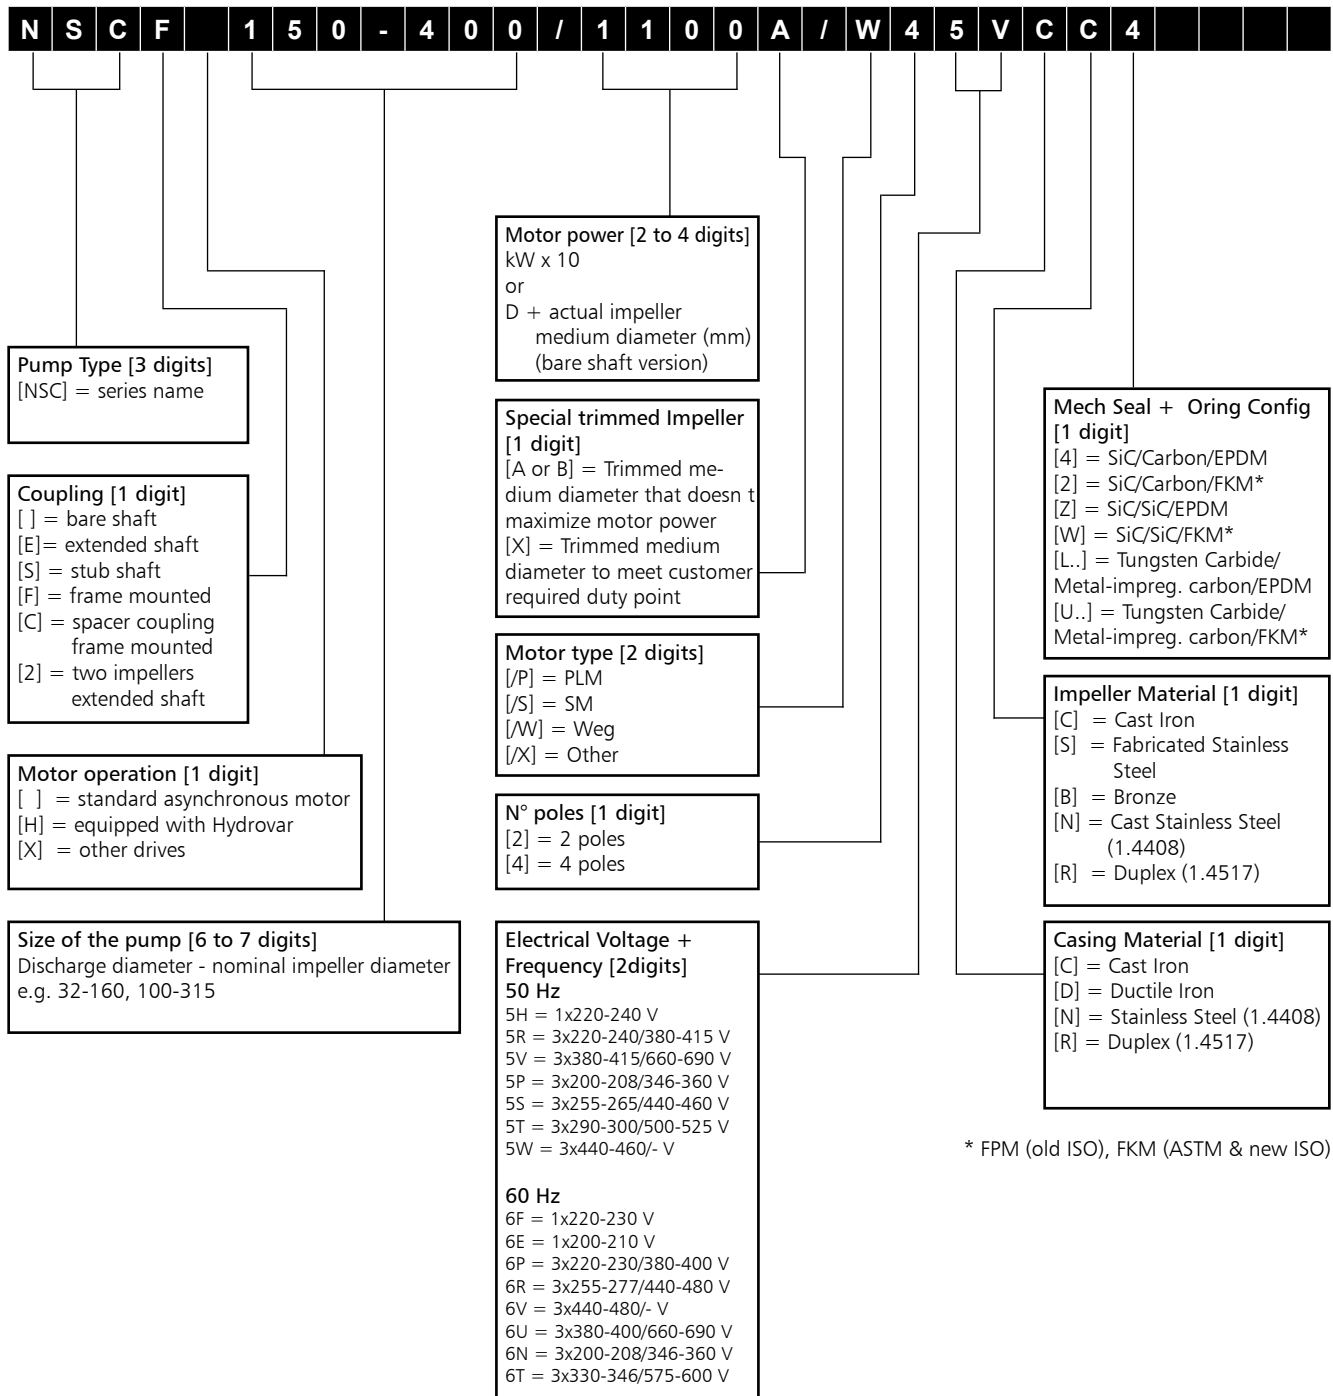 NSCF 150-400/1100A/W45VCC4
Pump Type [3 digits]
[NSC] = series name
Coupling [1 digit]
[ ] = bare shaft
[E]= extended shaft
[S] = stub shaft
[F] = frame mounted
[C] = spacer coupling
frame mounted
[2] = two impellers
extended shaft
Motor operation [1 digit]
[ ] = standard asynchronous motor
[H] = equipped with Hydrovar
[X] = other drives
Size of the pump [6 to 7 digits]
Discharge diameter - nominal impeller diameter
e.g. 32-160, 100-315
Motor power [2 to 4 digits]
kW x 10
or
D + actual impeller
medium diameter (mm)
(bare shaft version)
Special trimmed Impeller
[1 digit]
[A or B] = Trimmed me-
dium diameter that doesn t
maximize motor power
[X] = Trimmed medium
diameter to meet customer
required duty point
Motor type [2 digits]
[/P] = PLM
[/S] = SM
[/W] = Weg
[/X] = Other
N° poles [1 digit]
[2] = 2 poles
[4] = 4 poles
Electrical Voltage +
Frequency [2digits]
50 Hz
5H = 1x220-240 V
5R = 3x220-240/380-415 V
5V = 3x380-415/660-690 V
5P = 3x200-208/346-360 V
5S = 3x255-265/440-460 V
5T = 3x290-300/500-525 V
5W = 3x440-460/- V
60 Hz
6F = 1x220-230 V
6E = 1x200-210 V
6P = 3x220-230/380-400 V
6R = 3x255-277/440-480 V
6V = 3x440-480/- V
6U = 3x380-400/660-690 V
6N = 3x200-208/346-360 V
6T = 3x330-346/575-600 V
Mech Seal + Oring Config
[1 digit]
[4] = SiC/Carbon/EPDM
[2] = SiC/Carbon/FKM*
[Z] = SiC/SiC/EPDM
[W] = SiC/SiC/FKM*
[L..] = Tungsten Carbide/
Metal-impreg. carbon/EPDM
[U..] = Tungsten Carbide/
Metal-impreg. carbon/FKM*
Impeller Material [1 digit]
[C] = Cast Iron
[S] = Fabricated Stainless
Steel
[B] = Bronze
[N] = Cast Stainless Steel
(1.4408)
[R] = Duplex (1.4517)
Casing Material [1 digit]
[C] = Cast Iron
[D] = Ductile Iron
[N] = Stainless Steel (1.4408)
[R] = Duplex (1.4517)
* FPM (old ISO), FKM (ASTM & new ISO)